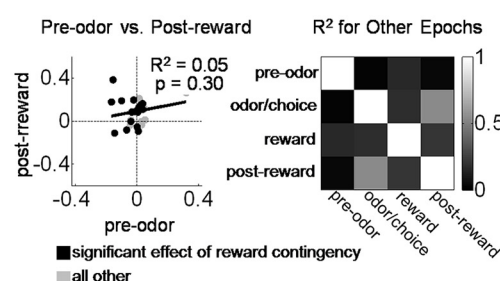 Pre-odor vs. Post-reward
R² = 0.05
p = 0.30
0.4
0
-0.4
post-rreward
-0.4
0
0.4
pre-odor
R² for Other Epochs
pre-odor
odor/choice
reward
post-reward
pre-odor
odor/choice
reward
post-reward
1
0.5
0
significant effect of reward contingency
all other